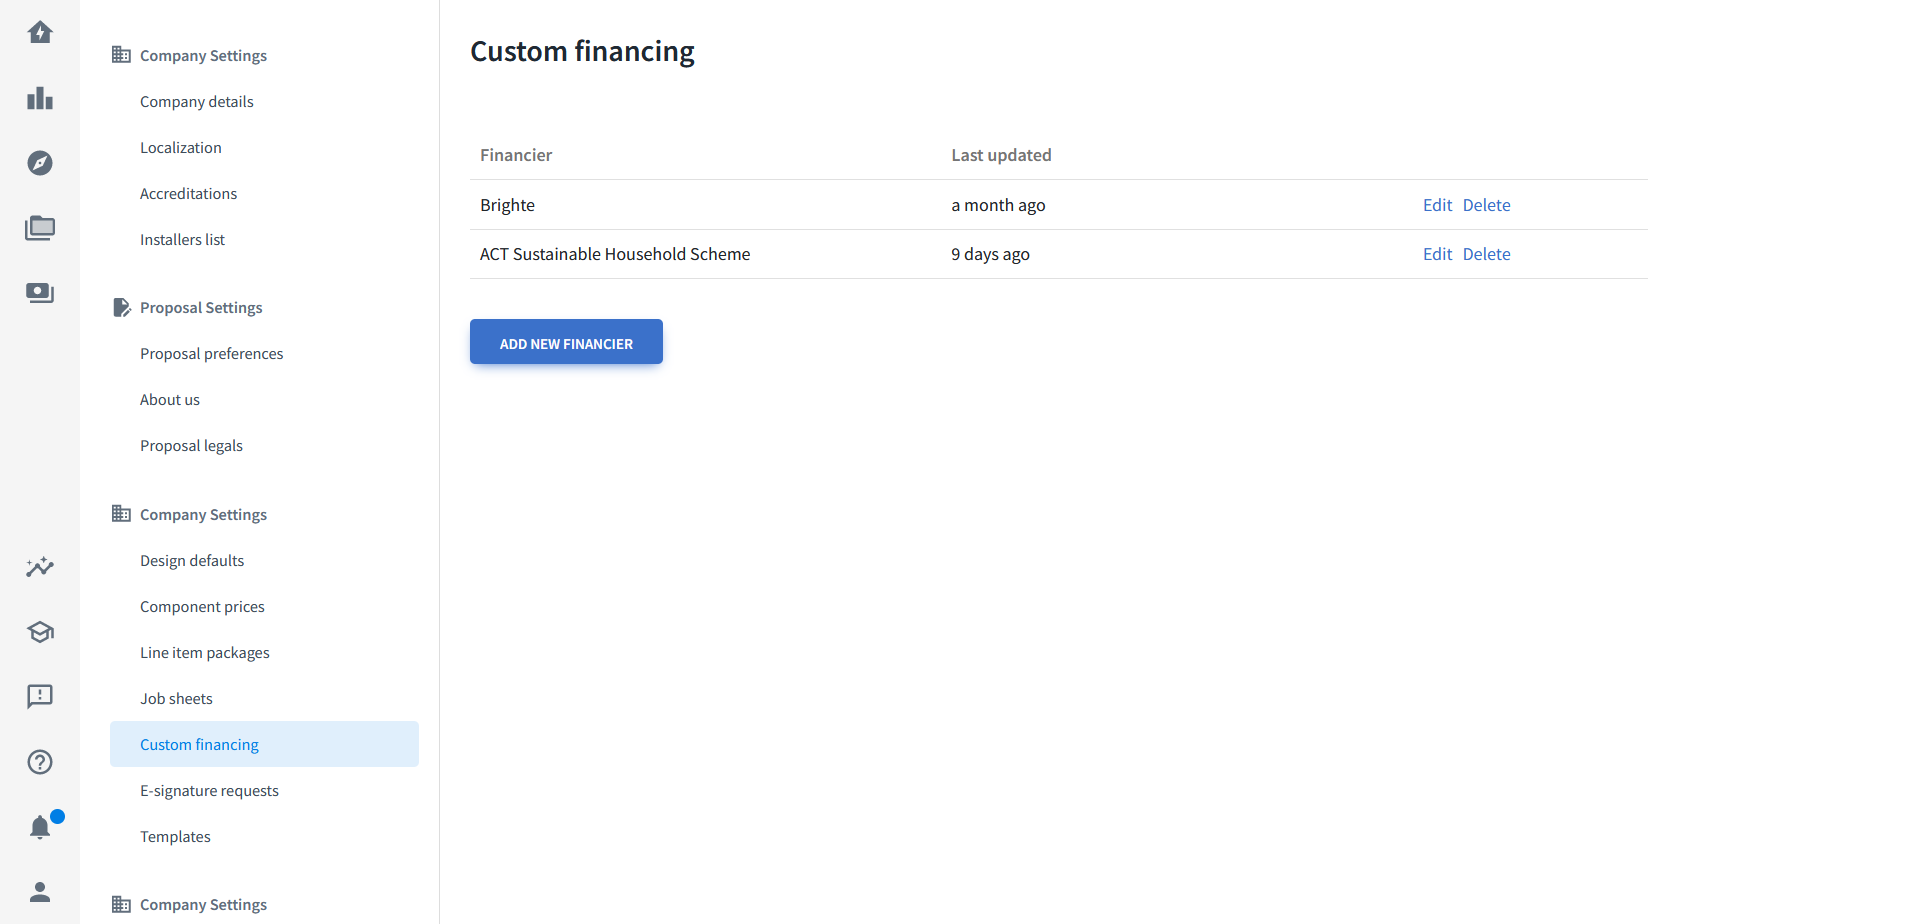 Company Settings
Company details
Localization
Accreditations
Installers list
Proposal Settings
Proposal preferences
About us
Proposal legals
Company Settings
Design defaults
Component prices
Line item packages
Job sheets
Custom financing
E-signature requests
Templates
Company Settings
Custom financing
Financier Last updated
Brighte a month ago Edit Delete
ACT Sustainable Household Scheme 9 days ago Edit Delete
ADD NEW FINANCIER